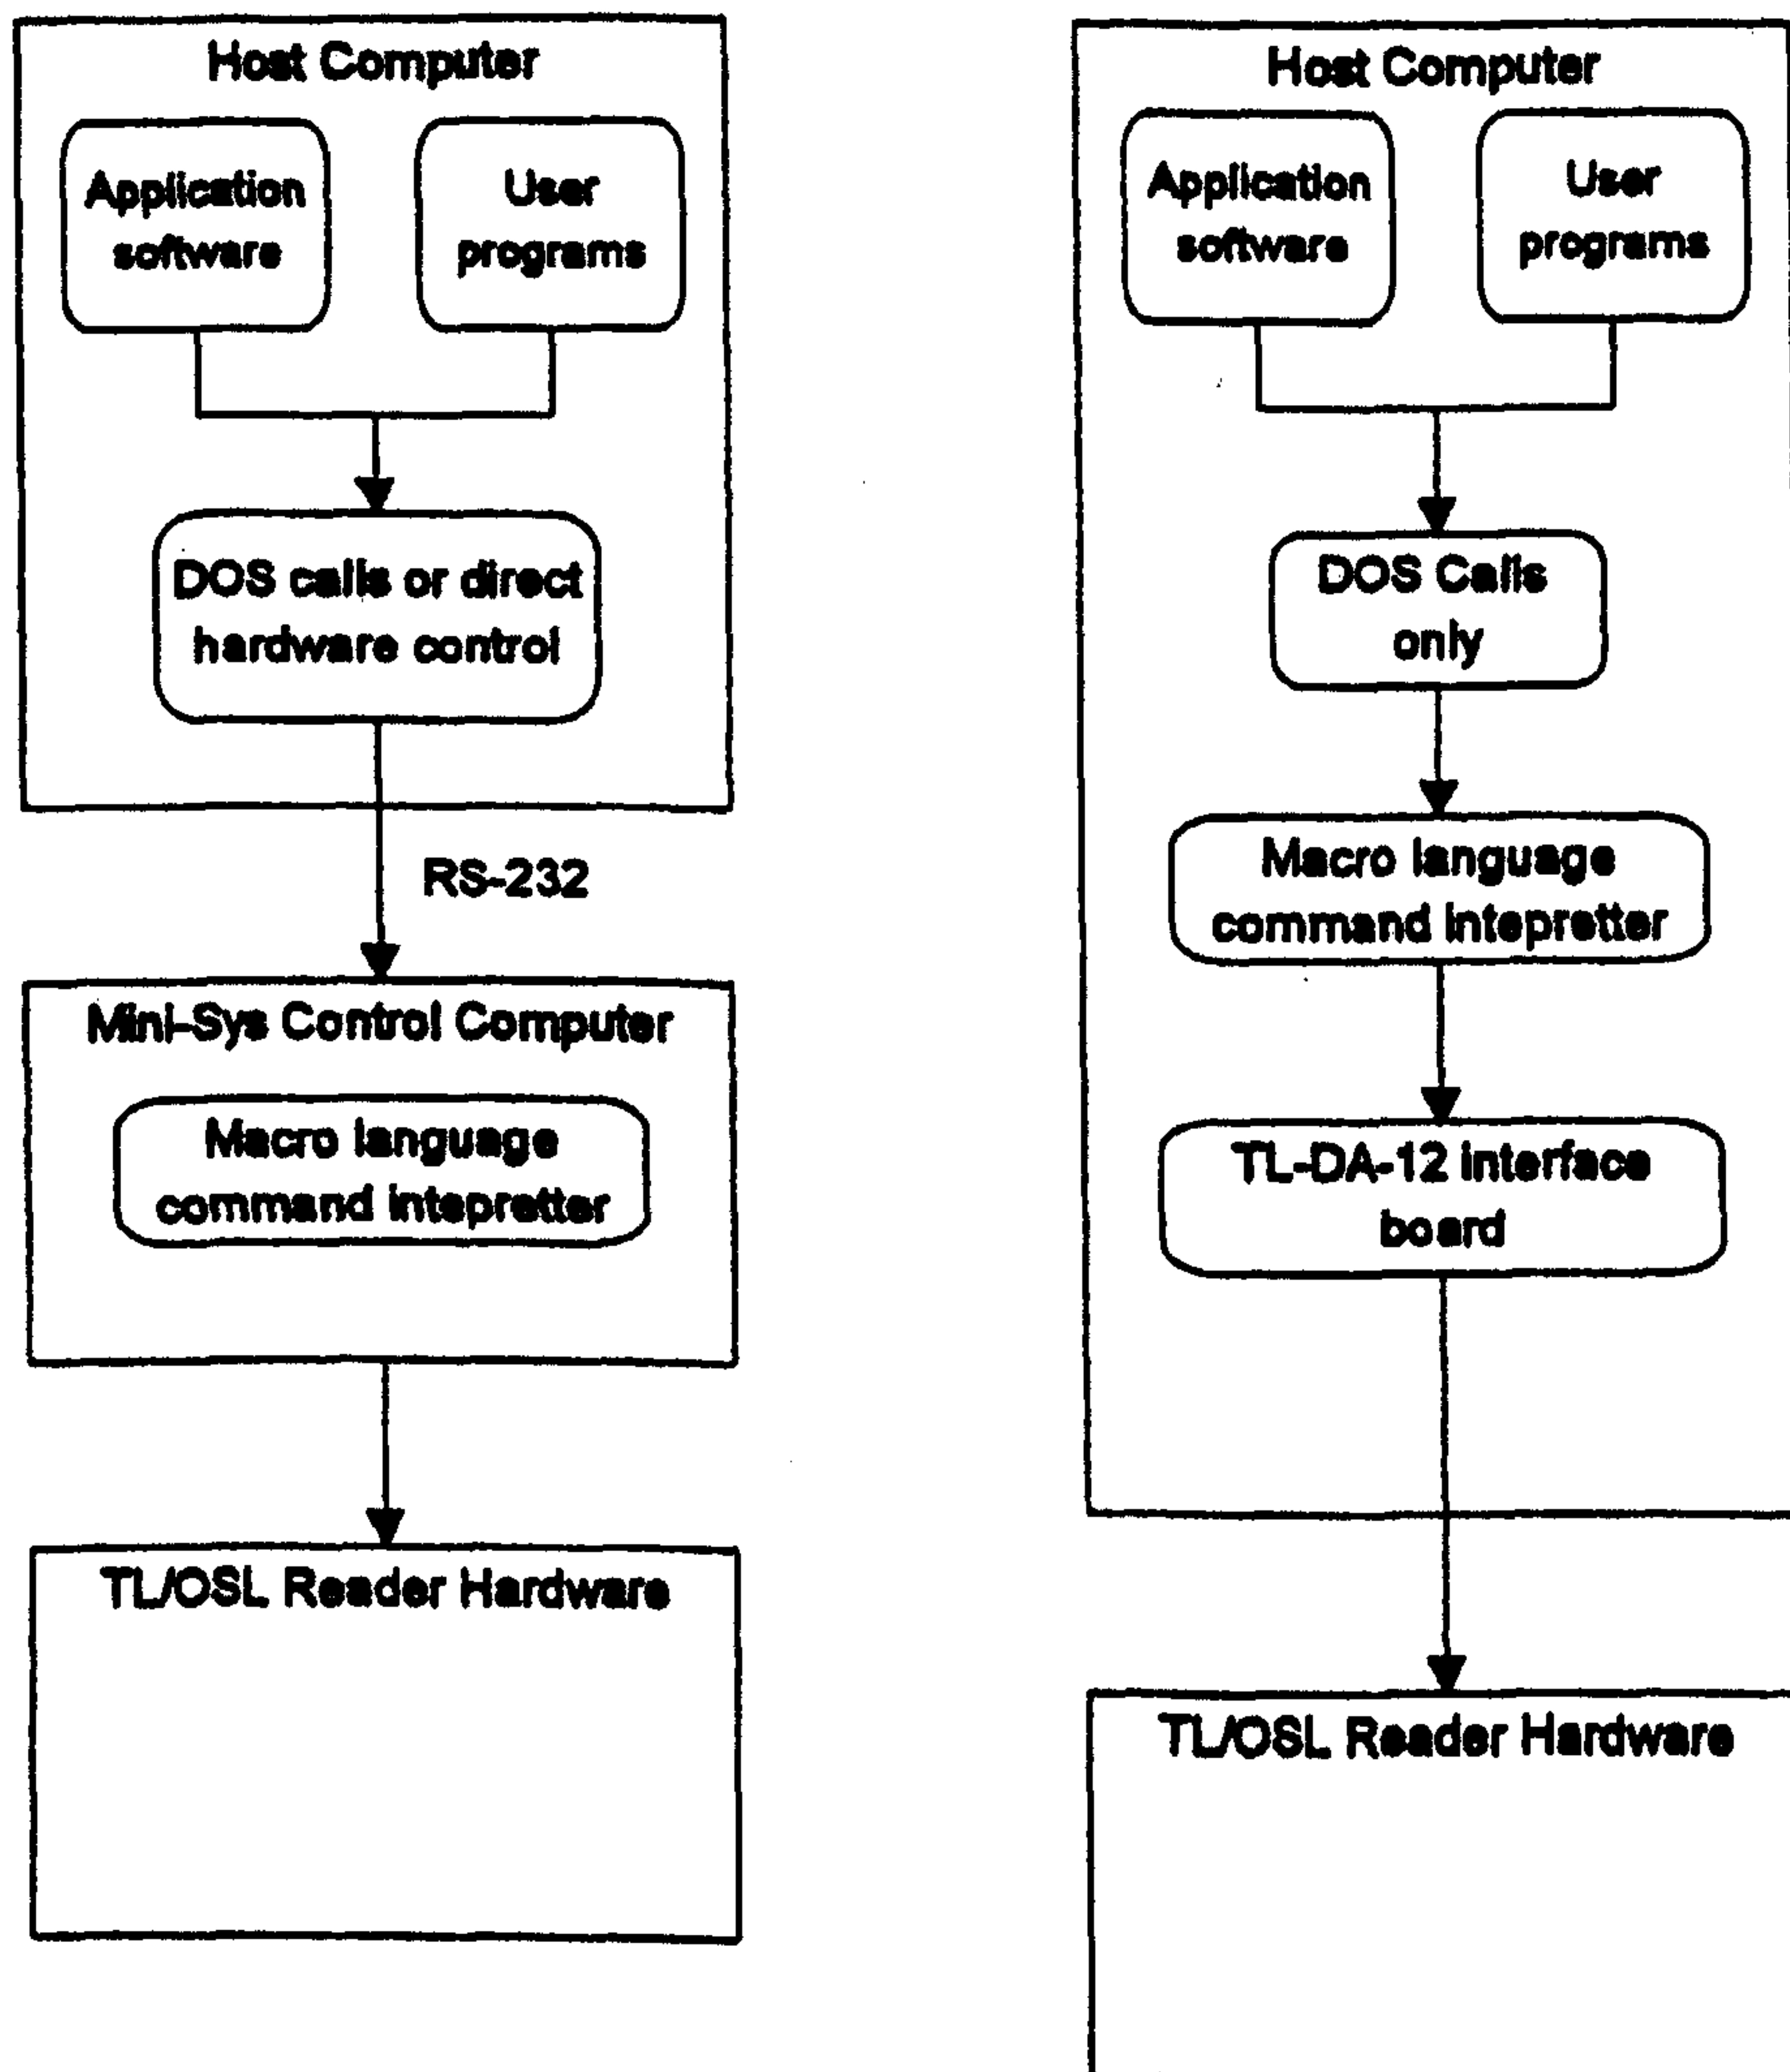 Host Computer
Application
software
User
programs
DOS calls or direct
hardware control
RS-232
Mini-Sys Control Computer
Macro language
command intepretter
TL/OSL Reader Hardware
Host Computer
Application
software
User
programs
DOS Calls
only
Macro language
command intepretter
TL-DA-12 interface
board
TL/OSL Reader Hardware